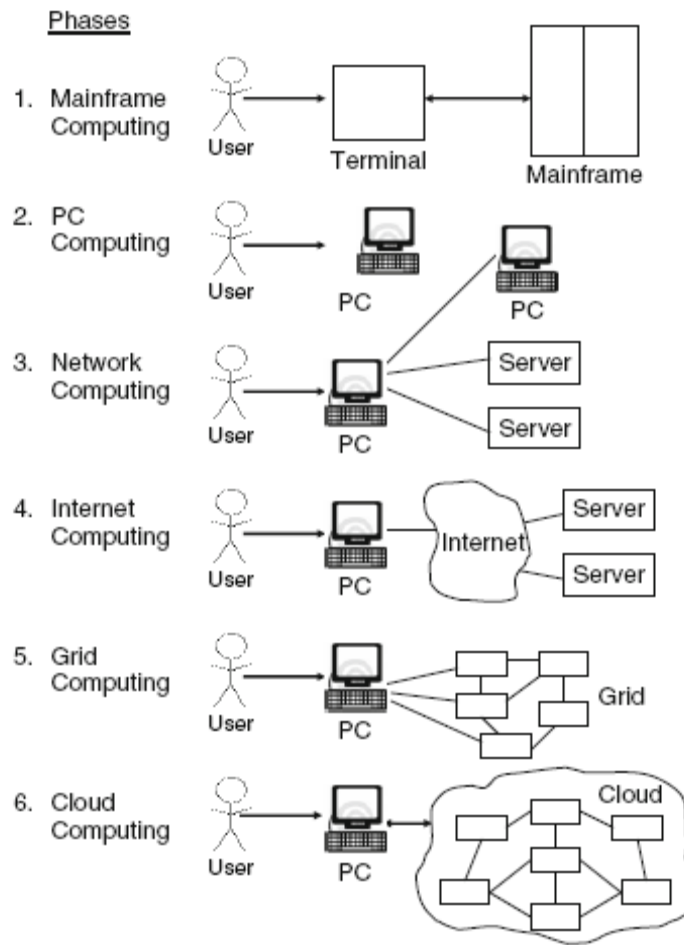 Phases
1. Mainframe
Computing
User
Terminal
Mainframe
2. PC
Computing
User
PC
PC
3. Network
Computing
User
PC
Server
Server
4. Internet
Computing
User
PC
Internet
Server
Server
5. Grid
Computing
User
PC
Grid
6. Cloud
Computing
User
PC
Cloud